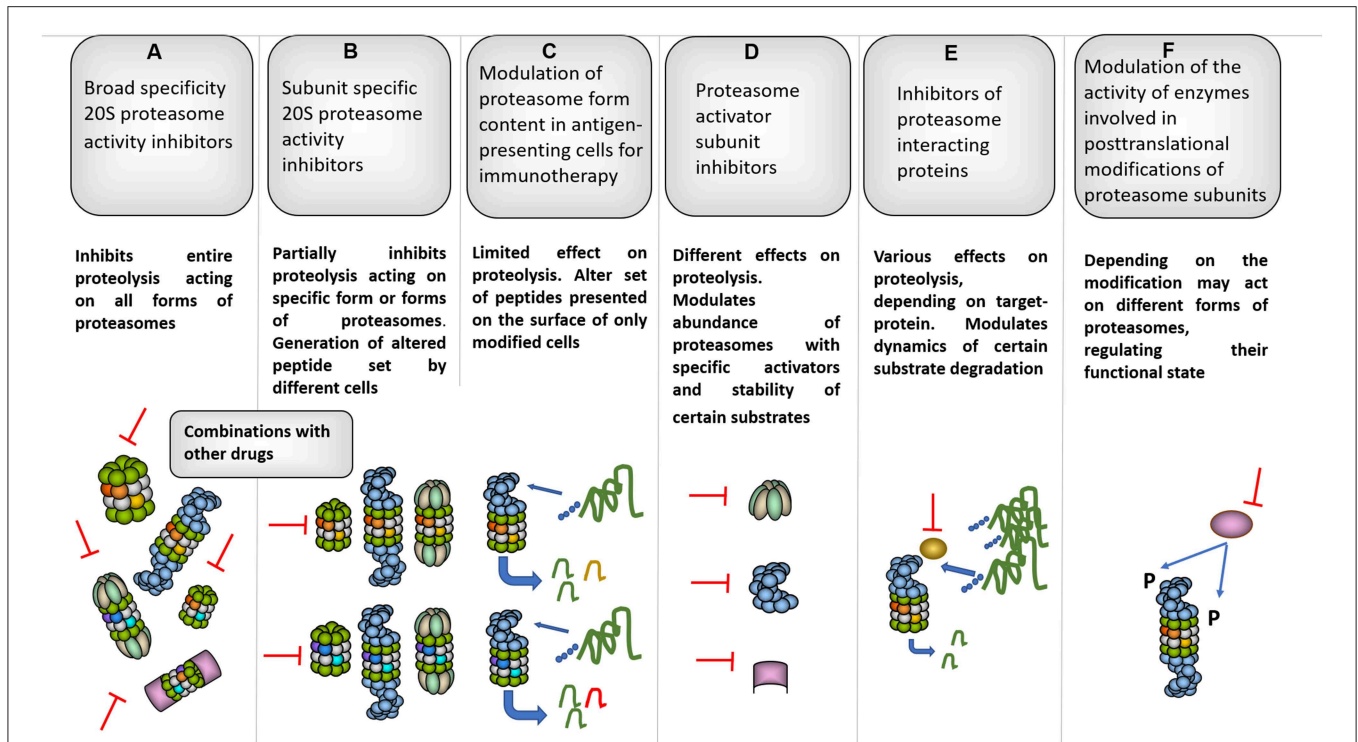 A
Broad specificity
20S proteasome
activity inhibitors
B
Subunit specific
20S proteasome
activity
inhibitors
C
Modulation of
proteasome form
content in antigen-
presenting cells for
immunotherapy
D
Proteasome
activator
subunit
inhibitors
E
Inhibitors of
proteasome
interacting
proteins
F
Modulation of the
activity of enzymes
involved in
posttranslational
modifications of
proteasome subunits
Inhibits entire
proteolysis acting
on all forms of
proteasomes
Partially inhibits
proteolysis acting on
specific form or forms
of proteasomes.
Generation of altered
peptide set by
different cells
Limited effect on
proteolysis. Alter set
of peptides presented
on the surface of only
modified cells
Different effects on
proteolysis.
Modulates
abundance of
proteasomes with
specific activators
and stability of
certain substrates
Various effects on
proteolysis,
depending on target-
protein. Modulates
dynamics of certain
substrate degradation
Depending on the
modification may act
on different forms of
proteasomes,
regulating their
functional state
Combinations with
other drugs
P
P